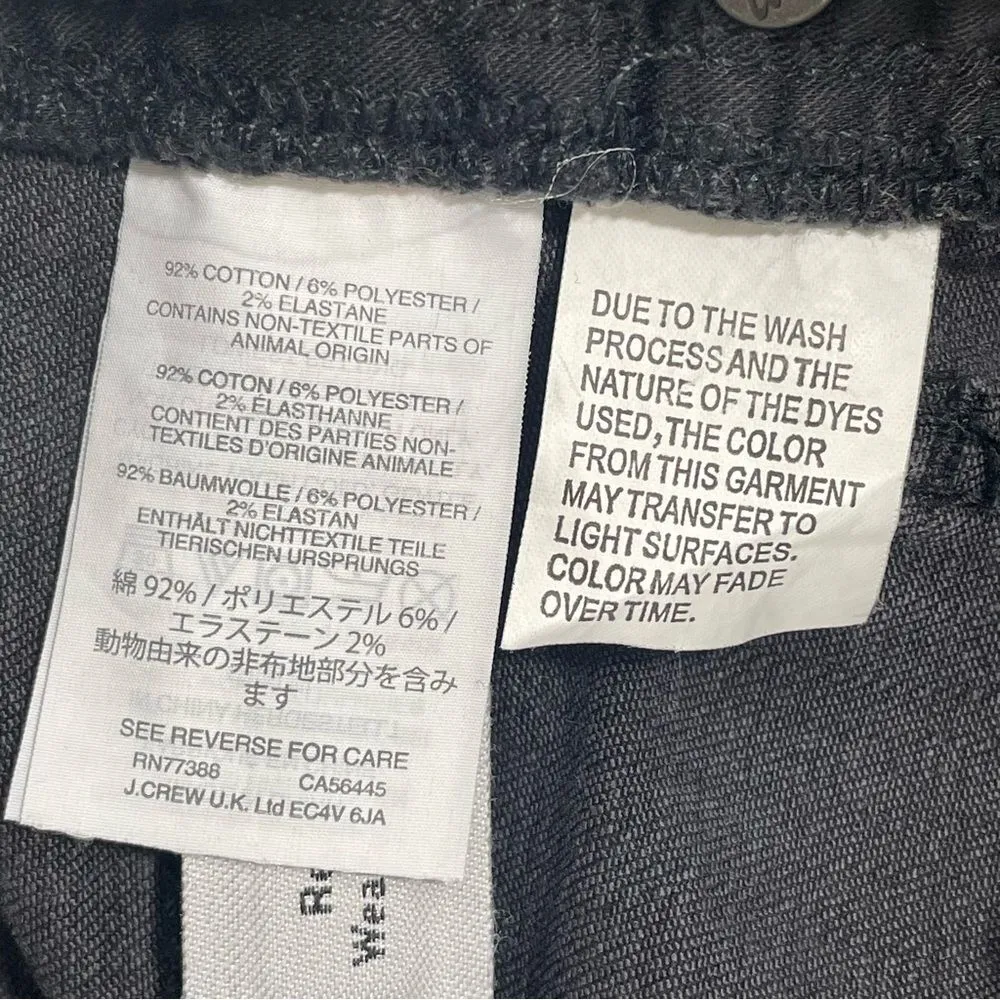 92% COTTON / 6% POLYESTER /
2% ELASTANE
CONTAINS NON-TEXTILE PARTS OF
ANIMAL ORIGIN
92% COTON / 6% POLYESTER /
2% ÉLASTHANNE
CONTIENT DES PARTIES NON-
TEXTILES D'ORIGINE ANIMALE
92% BAUMWOLLE / 6% POLYESTER /
2% ELASTAN
ENTHÄLT NICHTTEXTILE TEILE
TIERISCHEN URSPRUNGS
綿 92% / ポリエステル 6% /
エラステーン 2%
動物由来の非布地部分を含み
ます
SEE REVERSE FOR CARE
RN77388 CA56445
J.CREW U.K. Ltd EC4V 6JA
DUE TO THE WASH
PROCESS AND THE
NATURE OF THE DYES
USED, THE COLOR
FROM THIS GARMENT
MAY TRANSFER TO
LIGHT SURFACES.
COLOR MAY FADE
OVER TIME.